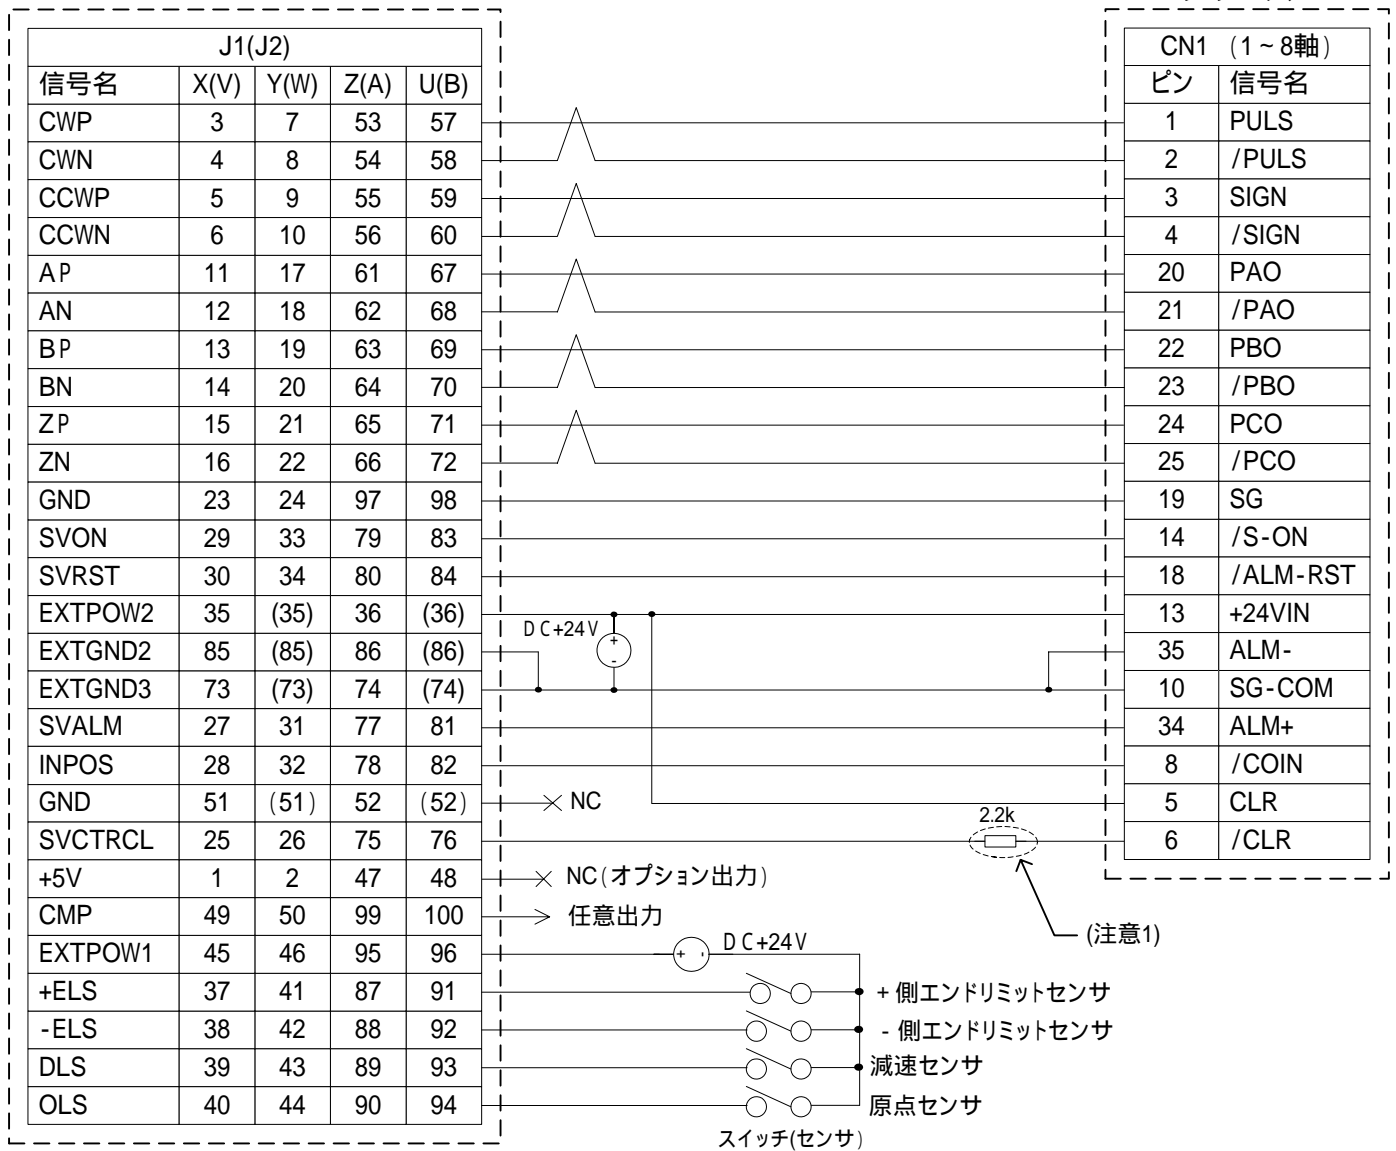 J1(J2)
信号名 X(V) Y(W) Z(A) U(B)
CWP 3 7 53 57
CWN 4 8 54 58
CCWP 5 9 55 59
CCWN 6 10 56 60
AP 11 17 61 67
AN 12 18 62 68
BP 13 19 63 69
BN 14 20 64 70
ZP 15 21 65 71
ZN 16 22 66 72
GND 23 24 97 98
SVON 29 33 79 83
SVRST 30 34 80 84
EXTPOW2 35 (35) 36 (36)
EXTGND2 85 (85) 86 (86)
EXTGND3 73 (73) 74 (74)
SVALM 27 31 77 81
INPOS 28 32 78 82
GND 51 (51) 52 (52)
SVCTRCL 25 26 75 76
+5V 1 2 47 48
CMP 49 50 99 100
EXTPOW1 45 46 95 96
+ELS 37 41 87 91
-ELS 38 42 88 92
DLS 39 43 89 93
OLS 40 44 90 94
DC+24V
+
-
NC
NC(オプション出力)
任意出力
2.2k
(注意1)
+ -
DC+24V
+側エンドリミットセンサ
-側エンドリミットセンサ
減速センサ
原点センサ
スイッチ(センサ)
CN1 (1~8軸)
ピン 信号名
1 PULS
2 /PULS
3 SIGN
4 /SIGN
20 PAO
21 /PAO
22 PBO
23 /PBO
24 PCO
25 /PCO
19 SG
14 /S-ON
18 /ALM-RST
13 +24VIN
35 ALM-
10 SG-COM
34 ALM+
8 /COIN
5 CLR
6 /CLR